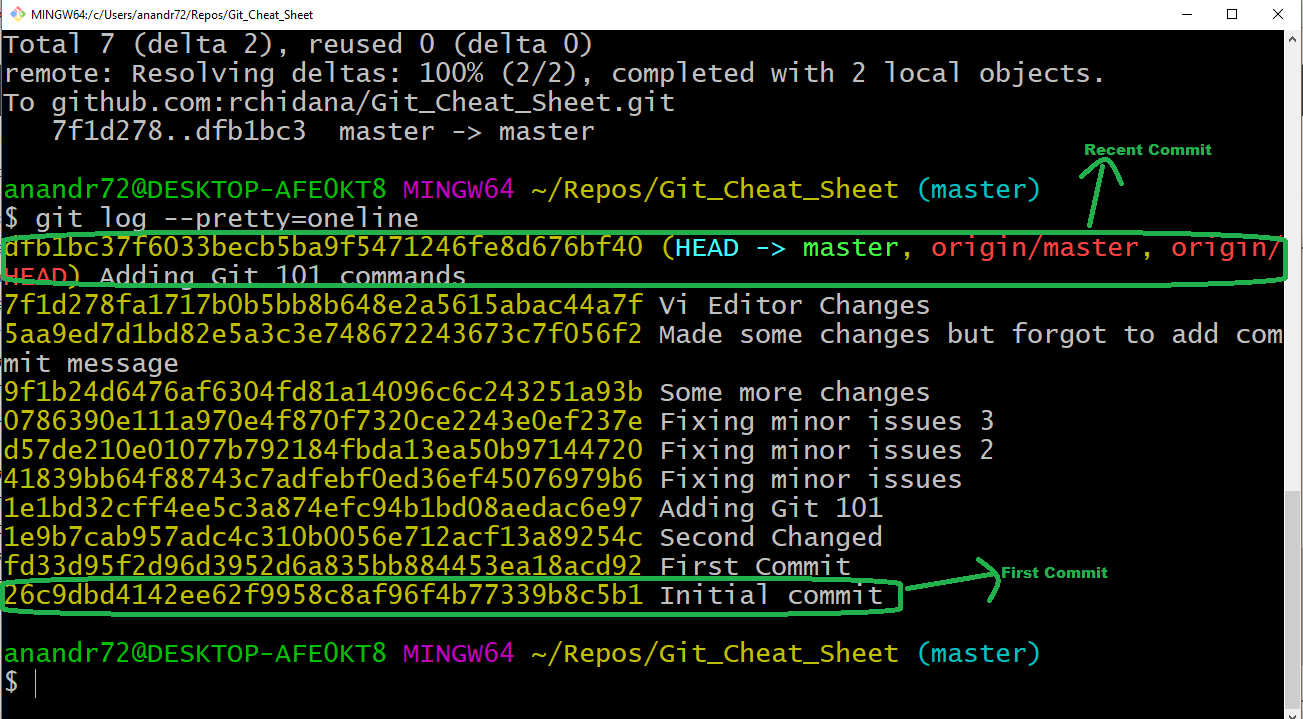 MINGW64:/c/Users/anandr72/Repos/Git_Cheat_Sheet
Total 7 (delta 2), reused 0 (delta 0)
remote: Resolving deltas: 100% (2/2), completed with 2 local objects.
To github.com:rchidana/Git_Cheat_Sheet.git
   7f1d278..dfb1bc3  master -> master
Recent Commit
anandr72@DESKTOP-AFE0KT8 MINGW64 ~/Repos/Git_Cheat_Sheet (master)
$ git log --pretty=oneline
dfb1bc37f6033becb5ba9f5471246fe8d676bf40 (HEAD -> master, origin/master, origin/
HEAD) Adding Git 101 commands
7f1d278fa1717b0b5bb8b648e2a5615abac44a7f Vi Editor Changes
5aa9ed7d1bd82e5a3c3e748672243673c7f056f2 Made some changes but forgot to add com
mit message
9f1b24d6476af6304fd81a14096c6c243251a93b Some more changes
0786390e111a970e4f870f7320ce2243e0ef237e Fixing minor issues 3
d57de210e01077b792184fbda13ea50b97144720 Fixing minor issues 2
41839bb64f88743c7adfebf0ed36ef45076979b6 Fixing minor issues
1e1bd32cff4ee5c3a874efc94b1bd08aedac6e97 Adding Git 101
1e9b7cab957adc4c310b0056e712acf13a89254c Second Changed
fd33d95f2d96d3952d6a835bb884453ea18acd92 First Commit
26c9dbd4142ee62f9958c8af96f4b77339b8c5b1 Initial commit
First Commit
anandr72@DESKTOP-AFE0KT8 MINGW64 ~/Repos/Git_Cheat_Sheet (master)
$